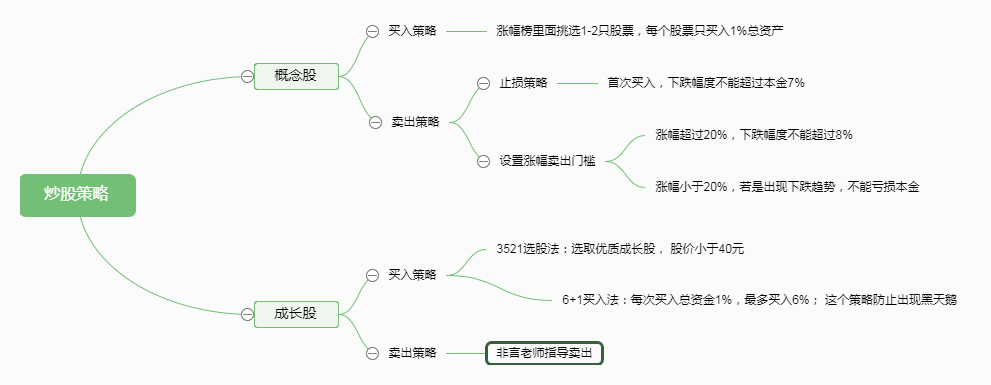 炒股策略
概念股
买入策略
涨幅榜里面挑选1-2只股票，每个股票只买入1%总资产
卖出策略
止损策略
首次买入，下跌幅度不能超过本金7%
设置涨幅卖出门槛
涨幅超过20%，下跌幅度不能超过8%
涨幅小于20%，若是出现下跌趋势，不能亏损本金
成长股
买入策略
3521选股法：选取优质成长股， 股价小于40元
6+1买入法：每次买入总资金1%，最多买入6%； 这个策略防止出现黑天鹅
卖出策略
非言老师指导卖出